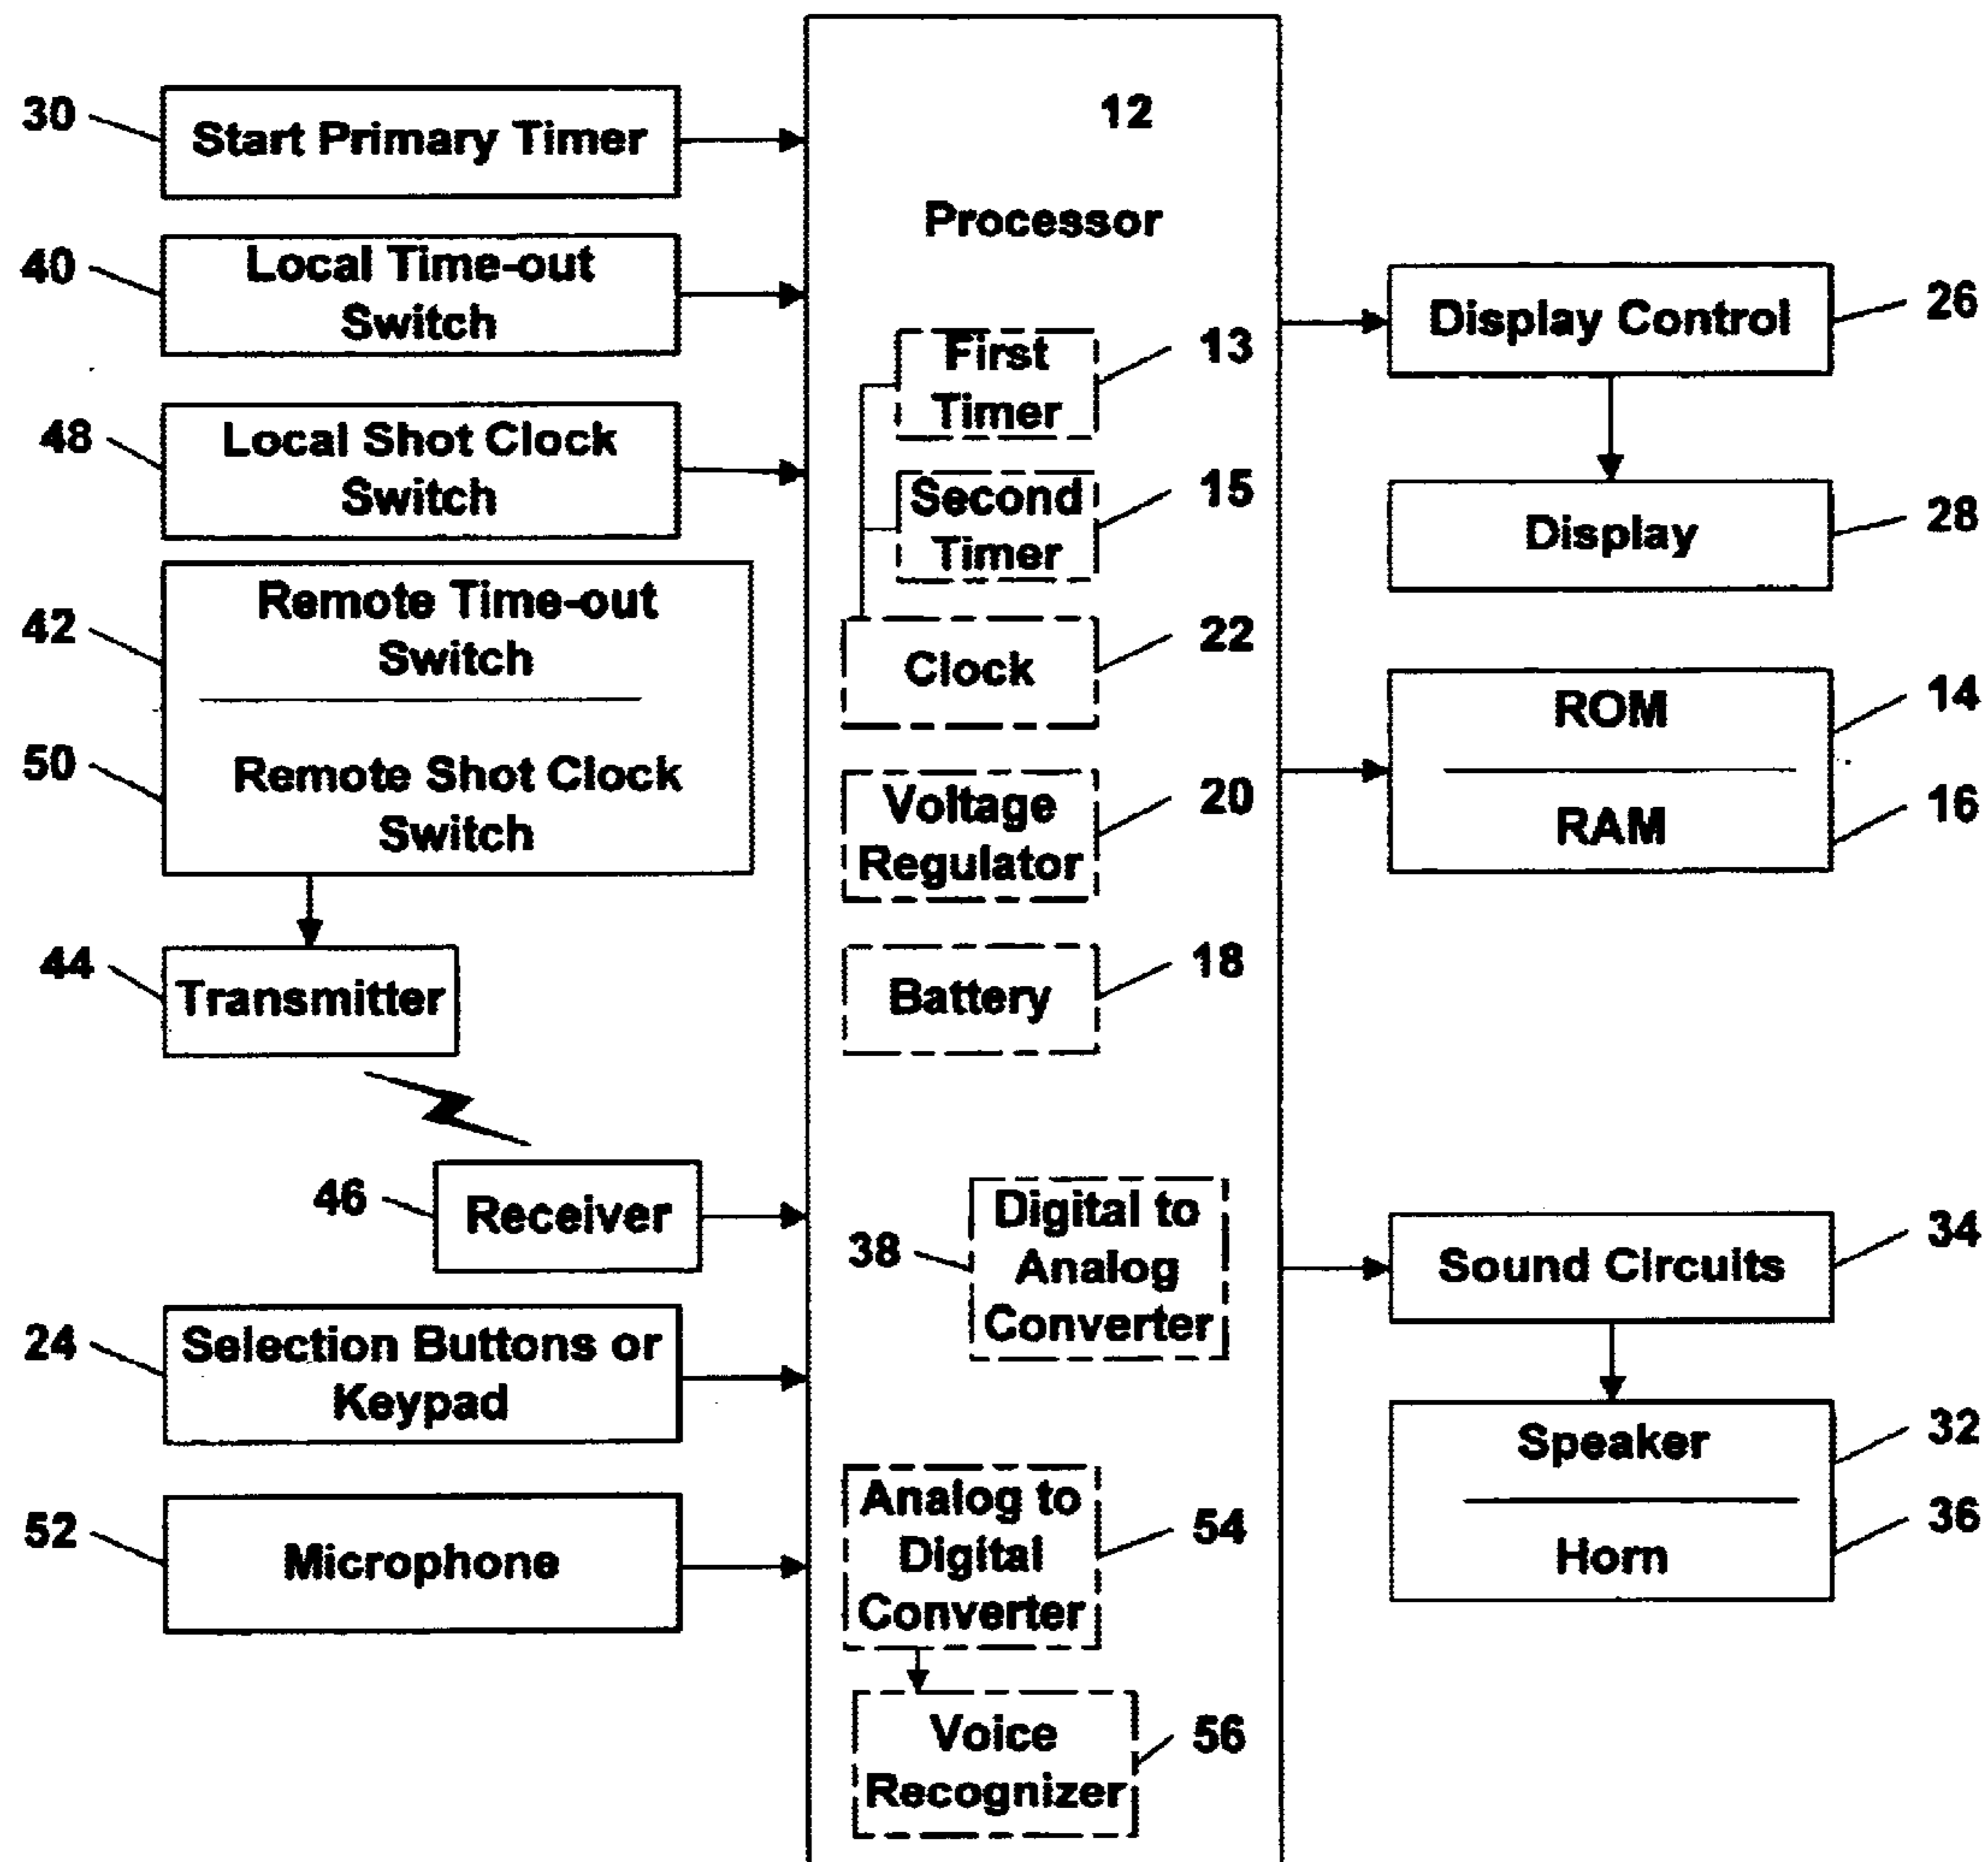 30
Start Primary Timer
40
Local Time-out
Switch
48
Local Shot Clock
Switch
42
Remote Time-out
Switch
50
Remote Shot Clock
Switch
44
Transmitter
46
Receiver
24
Selection Buttons or
Keypad
52
Microphone
12
Processor
First
Timer
13
Second
Timer
15
Clock
22
Voltage
Regulator
20
Battery
18
38
Digital to
Analog
Converter
Analog to
Digital
Converter
54
Voice
Recognizer
56
Display Control
26
Display
28
ROM
14
RAM
16
Sound Circuits
34
Speaker
32
Horn
36